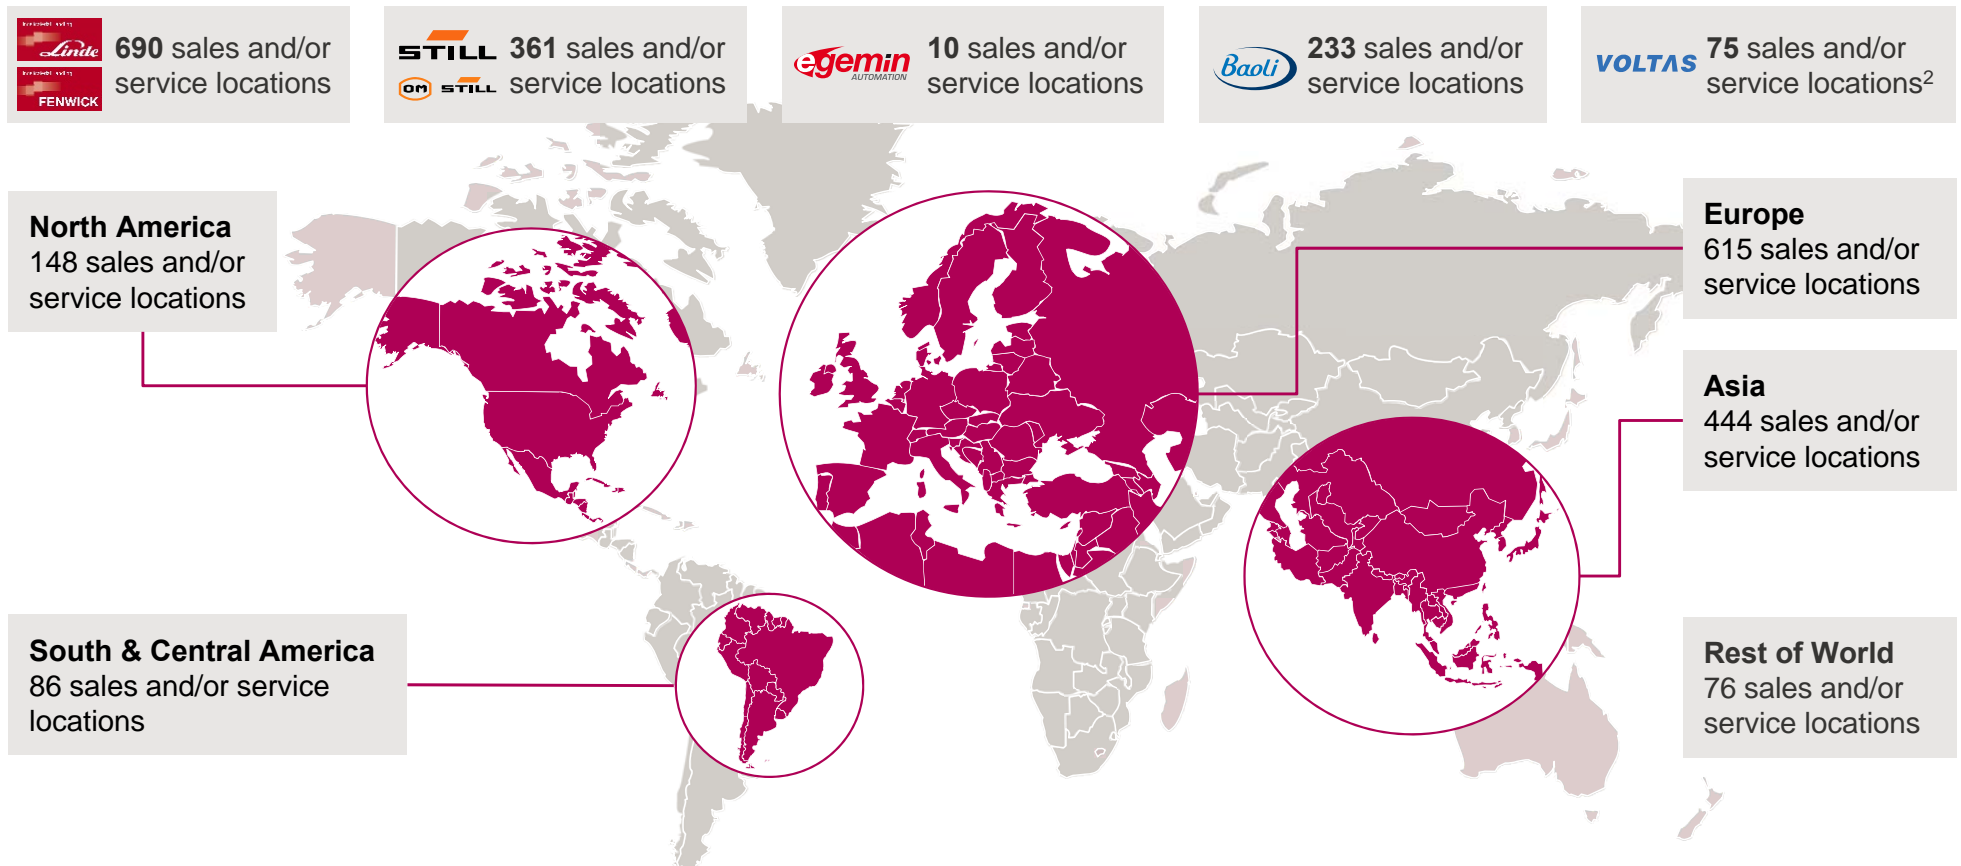 Linde
FENWICK
690 sales and/or
service locations
STILL
OM STILL
361 sales and/or
service locations
egemin
AUTOMATION
10 sales and/or
service locations
Baoli
233 sales and/or
service locations
VOLTAS
75 sales and/or
service locations2
North America
148 sales and/or
service locations
Europe
615 sales and/or
service locations
Asia
444 sales and/or
service locations
South & Central America
86 sales and/or service
locations
Rest of World
76 sales and/or
service locations